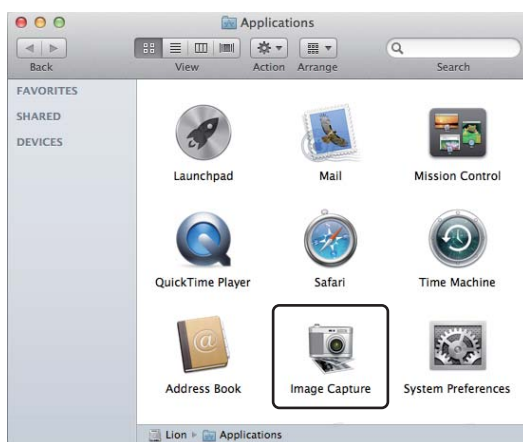 Applications
Back View Action Arrange Search
FAVORITES
SHARED
DEVICES
Launchpad Mail Mission Control
QuickTime Player Safari Time Machine
Address Book Image Capture System Preferences
Lion Applications